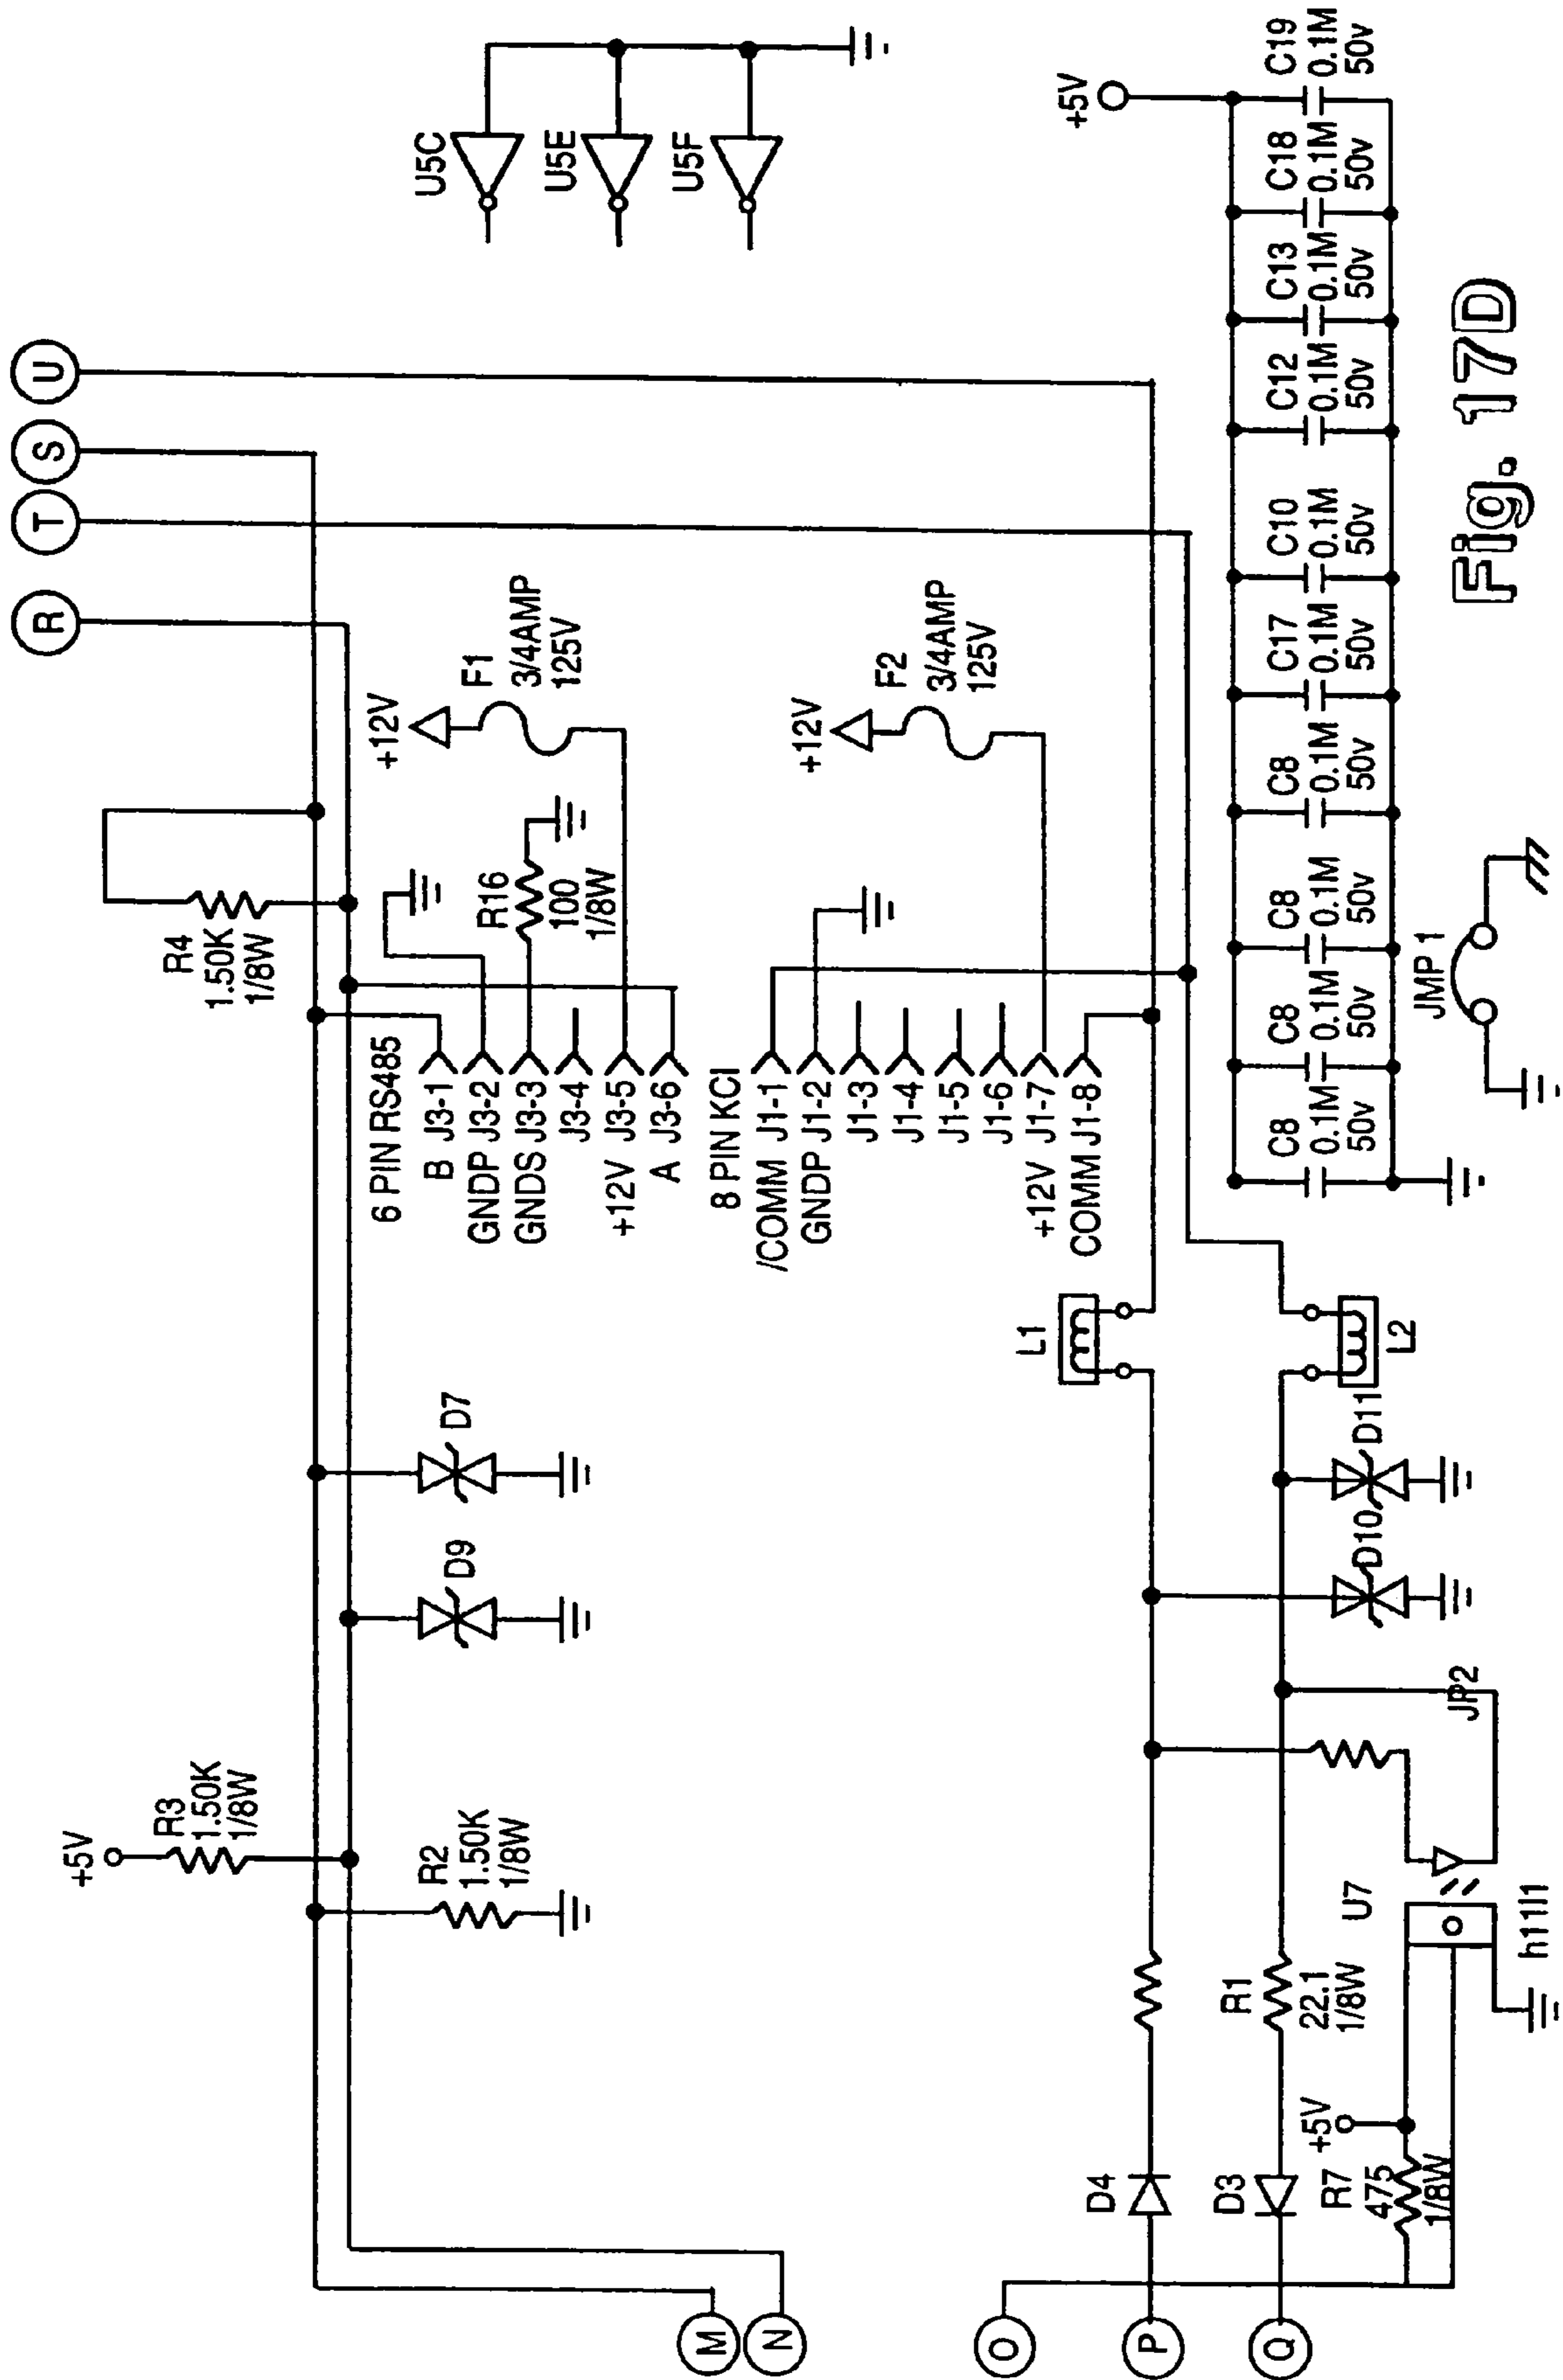 U
S
T
R
U5C
U5E
U5F
R4
1.50K
1/8W
+12V
F1
3/4AMP
125V
R16
100
1/8W
6 PIN RS485
B J3-1
GNDP J3-2
GNDS J3-3
J3-4
+12V J3-5
A J3-6
+12V
F2
3/4AMP
125V
8 PIN KCI
/COMM J1-1
GNDP J1-2
J1-3
J1-4
J1-5
J1-6
+12V J1-7
COMM J1-8
D7
D9
+5V
R3
1.50K
1/8W
R2
1.50K
1/8W
M
N
O
P
Q
L1
L2
D11
D10
JP2
U7
h11l1
R1
22.1
1/8W
D4
D3
+5V
R7
475
1/8W
+5V
C8
0.1M
50v
C8
0.1M
50v
C8
0.1M
50v
C8
0.1M
50v
C17
0.1M
50v
C10
0.1M
50v
C12
0.1M
50v
C13
0.1M
50v
C18
0.1M
50v
C19
0.1M
50v
JMP 1
Fig. 17D